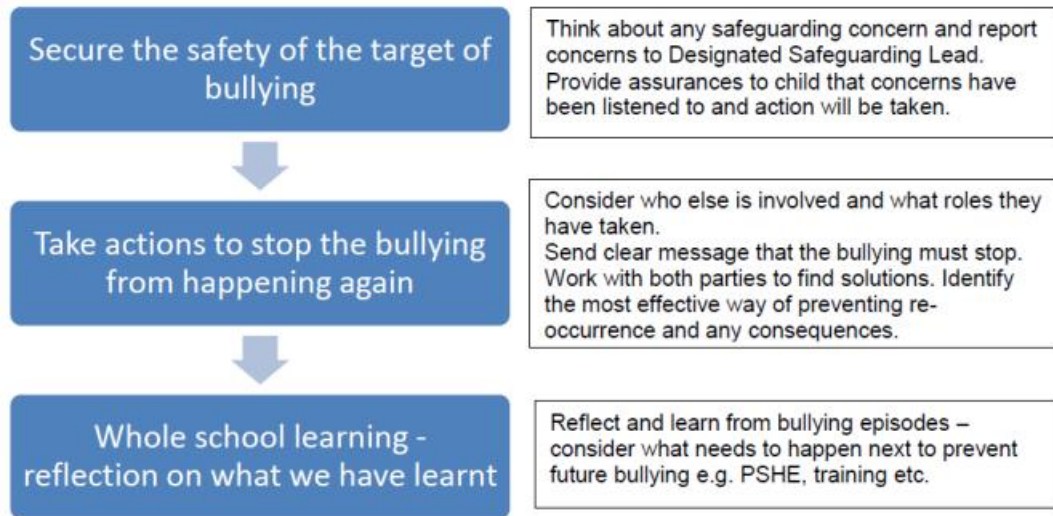 Secure the safety of the target of
bullying
Think about any safeguarding concern and report
concerns to Designated Safeguarding Lead.
Provide assurances to child that concerns have
been listened to and action will be taken.
Take actions to stop the bullying
from happening again
Consider who else is involved and what roles they
have taken.
Send clear message that the bullying must stop.
Work with both parties to find solutions. Identify
the most effective way of preventing re-
occurrence and any consequences.
Whole school learning -
reflection on what we have learnt
Reflect and learn from bullying episodes –
consider what needs to happen next to prevent
future bullying e.g. PSHE, training etc.